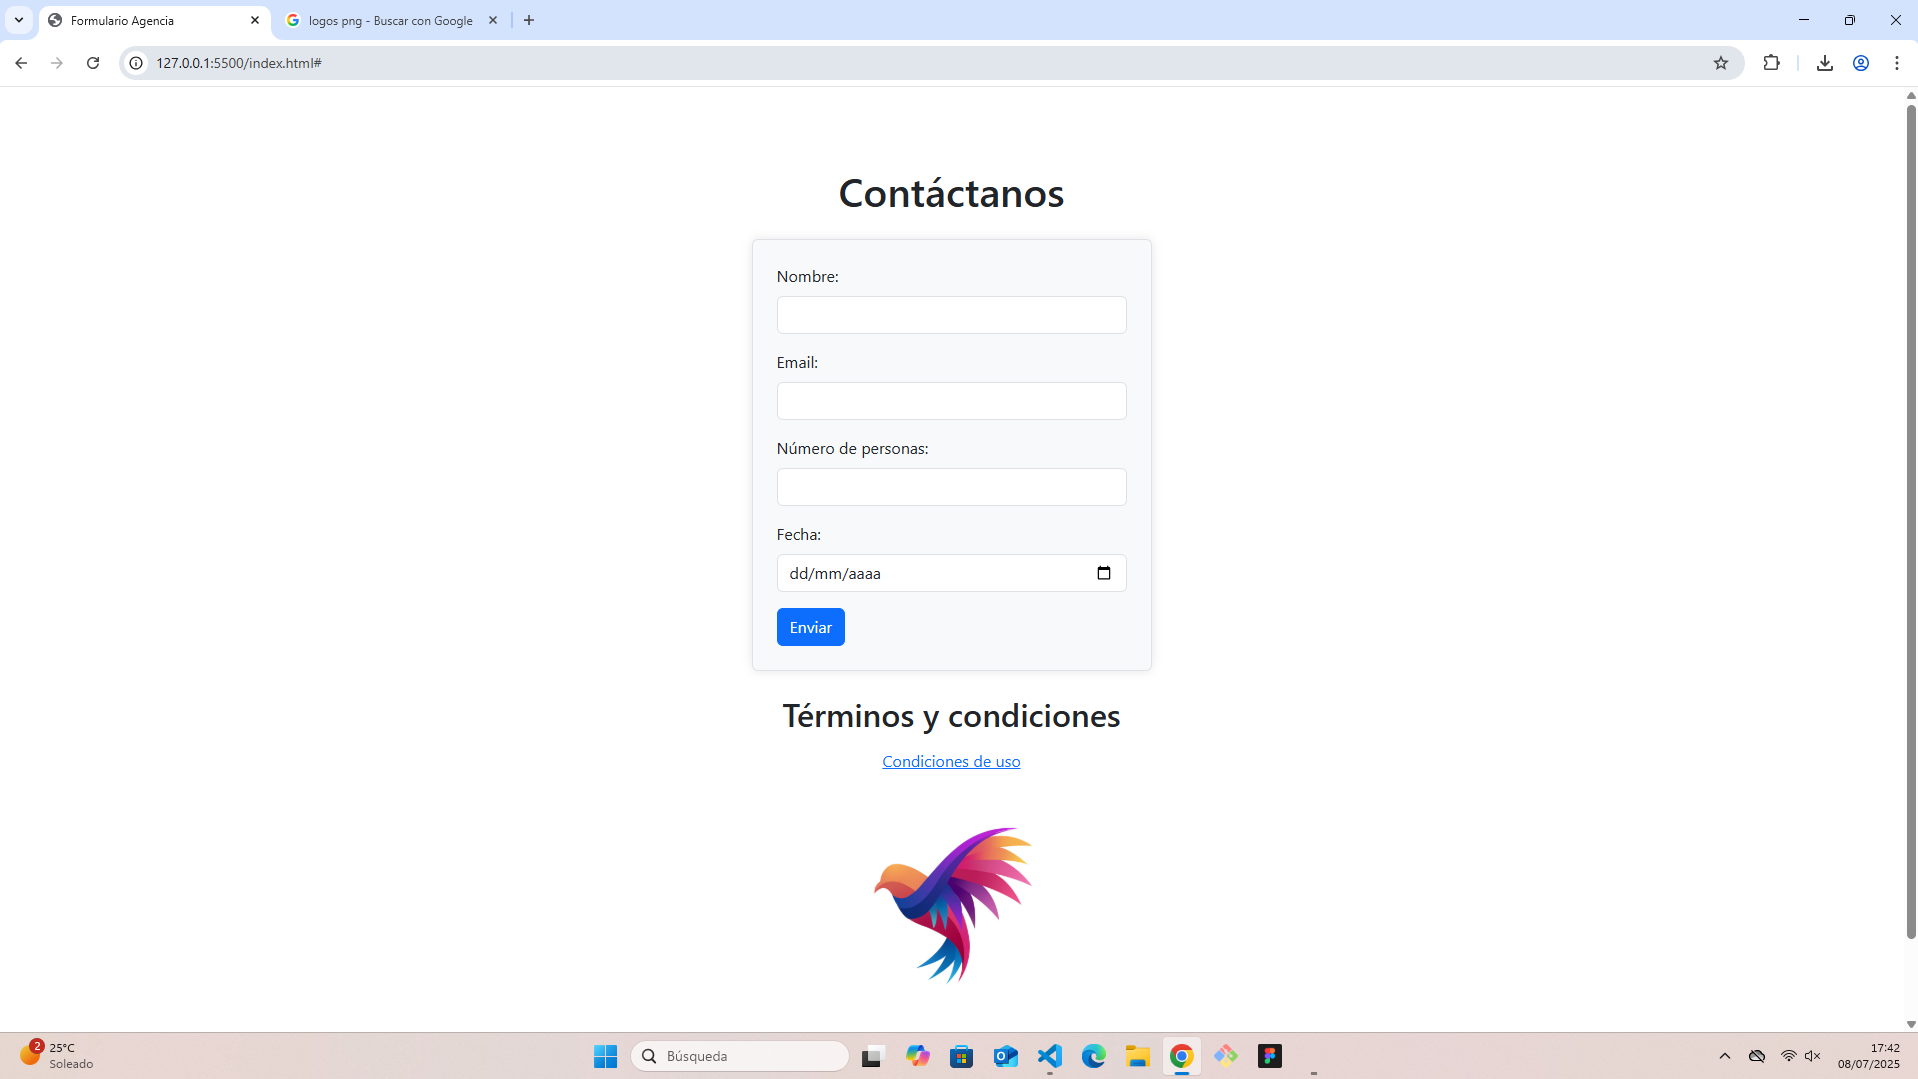 Formulario Agencia
logos png - Buscar con Google
127.0.0.1:5500/index.html#
Contáctanos
Nombre:
Email:
Número de personas:
Fecha:
dd/mm/aaaa
Enviar
Términos y condiciones
Condiciones de uso
2
25°C
Soleado
Búsqueda
17:42
08/07/2025